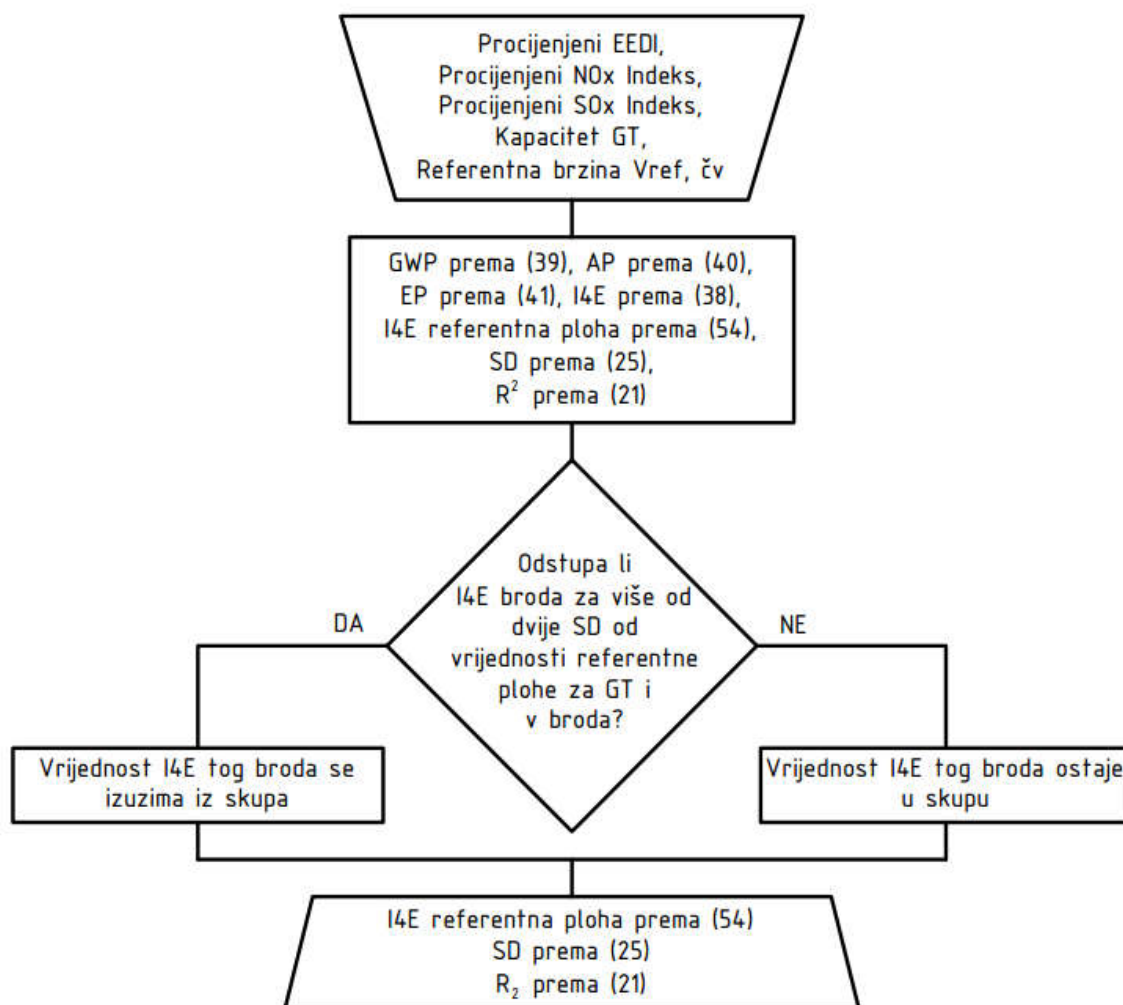 Procijenjeni EEDI,
Procijenjeni NOx Indeks,
Procijenjeni SOx Indeks,
Kapacitet GT,
Referentna brzina Vref, čv
GWP prema (39), AP prema (40),
EP prema (41), I4E prema (38),
I4E referentna ploha prema (54),
SD prema (25),
R² prema (21)
Odstupa li
I4E broda za više od
dvije SD od
vrijednosti referentne
plohe za GT i
v broda?
DA
NE
Vrijednost I4E tog broda se
izuzima iz skupa
Vrijednost I4E tog broda ostaje
u skupu
I4E referentna ploha prema (54)
SD prema (25)
R₂ prema (21)